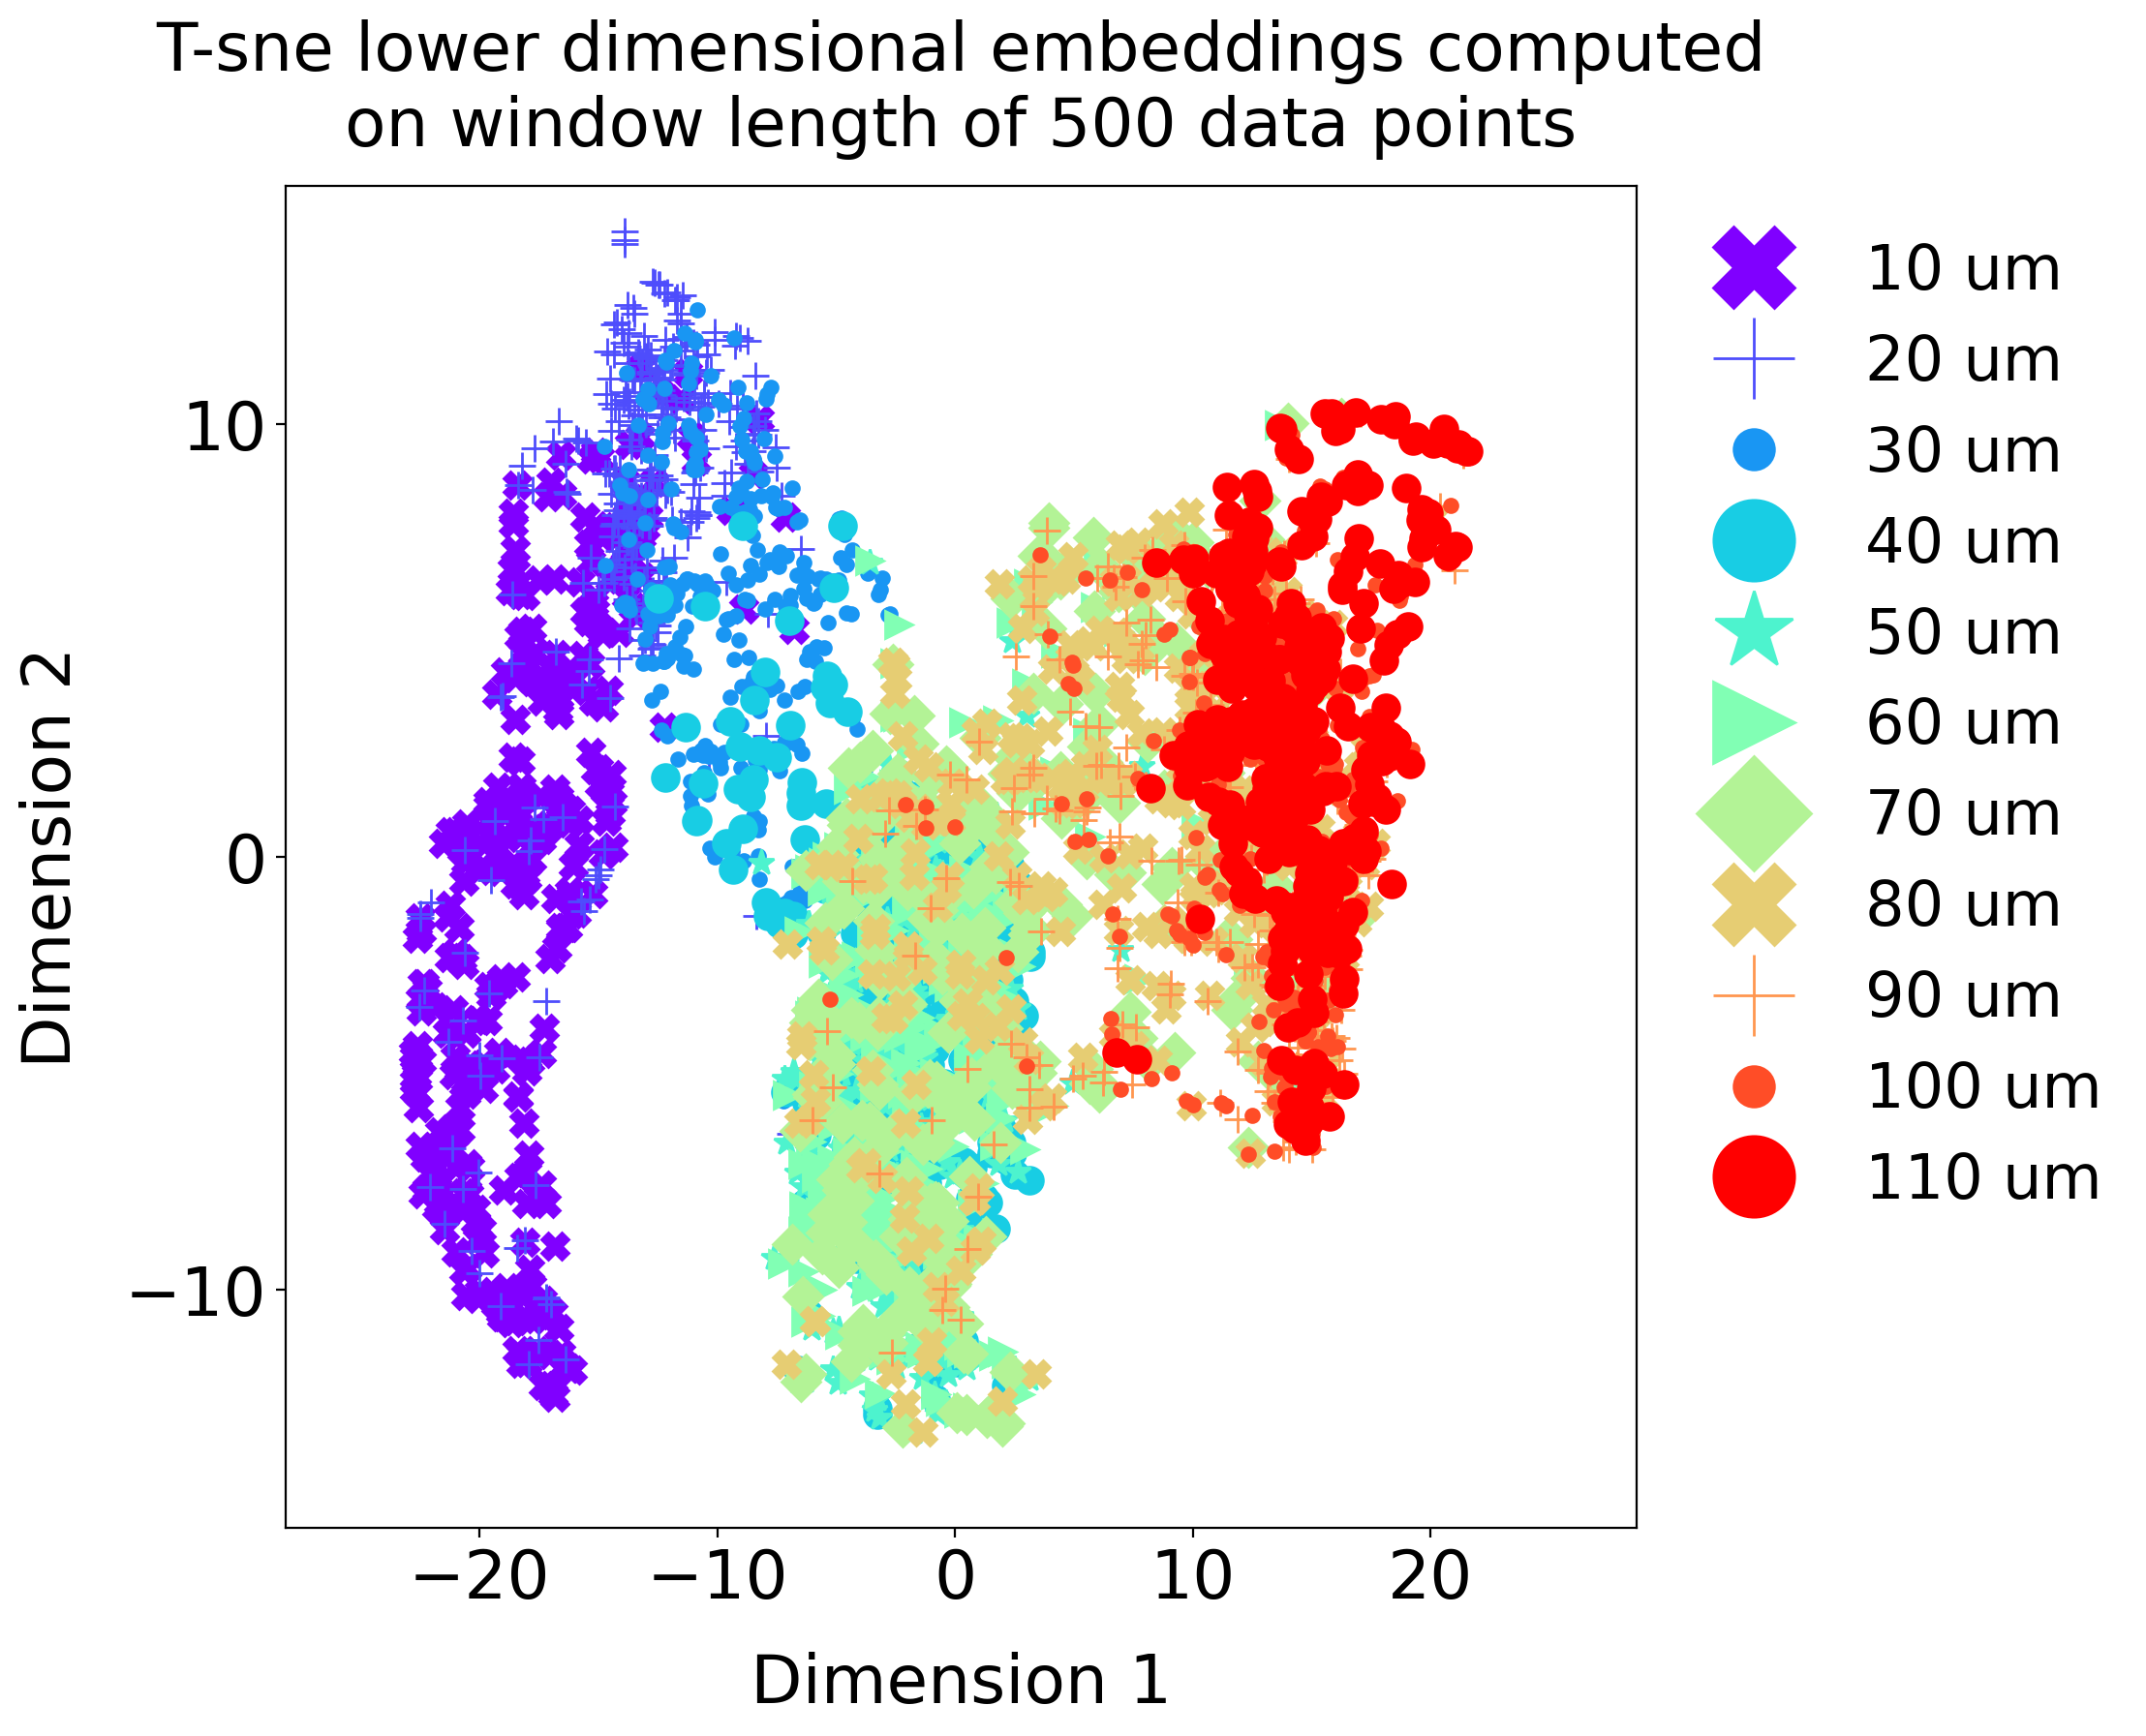 T-sne lower dimensional embeddings computed
on window length of 500 data points
10 um
20 um
30 um
40 um
50 um
60 um
70 um
80 um
90 um
100 um
110 um
Dimension 2
10
0
−10
−20
−10
0
10
20
Dimension 1